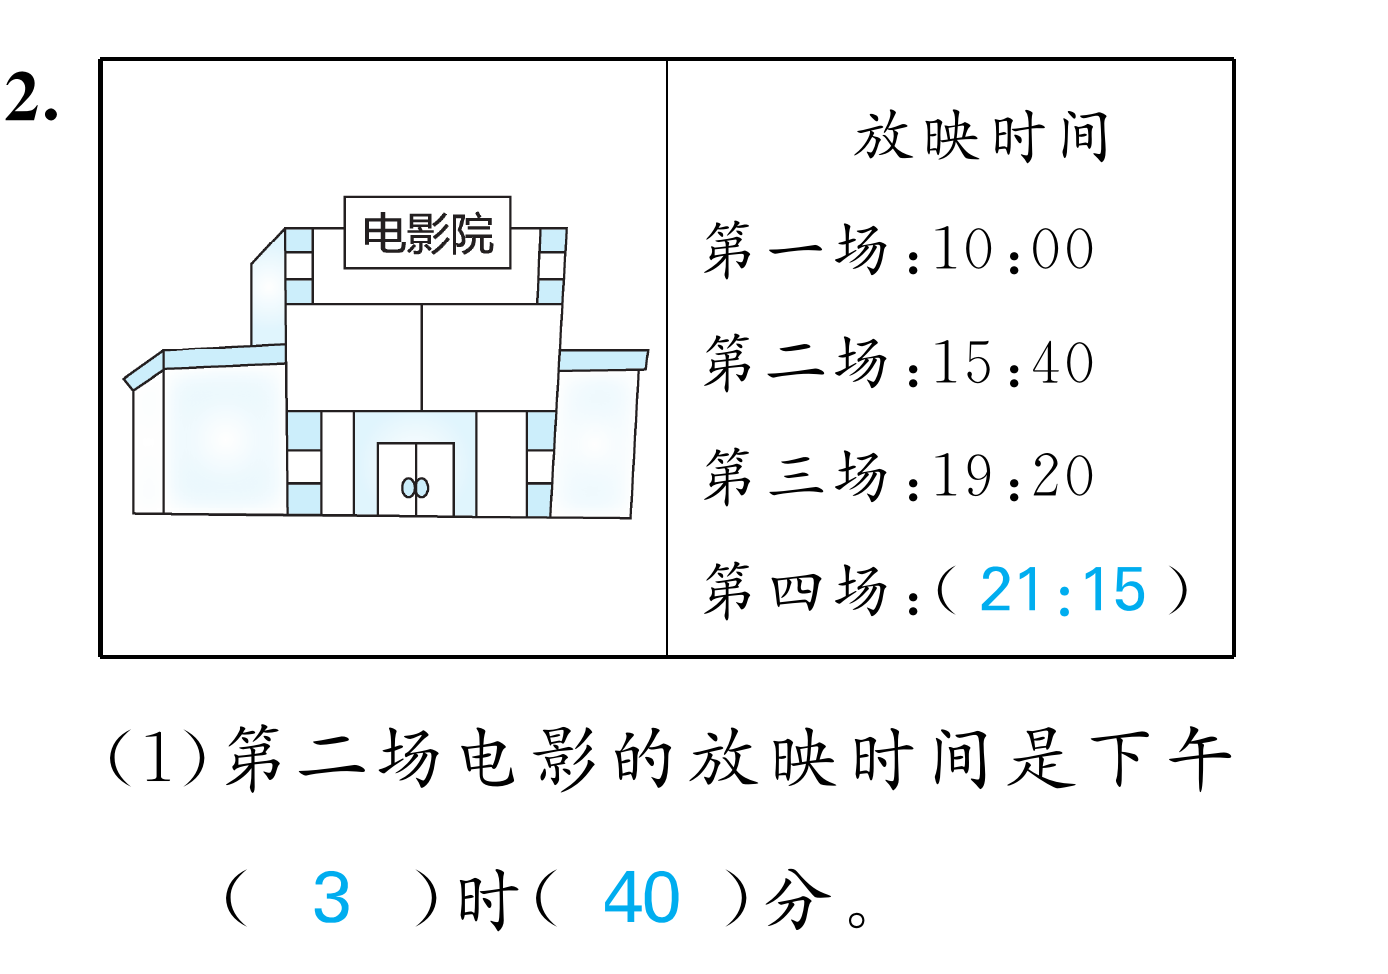 2.
电影院
放映时间
第一场:10:00
第二场:15:40
第三场:19:20
第四场:( 21:15 )
(1)第二场电影的放映时间是下午
( 3 )时( 40 )分。